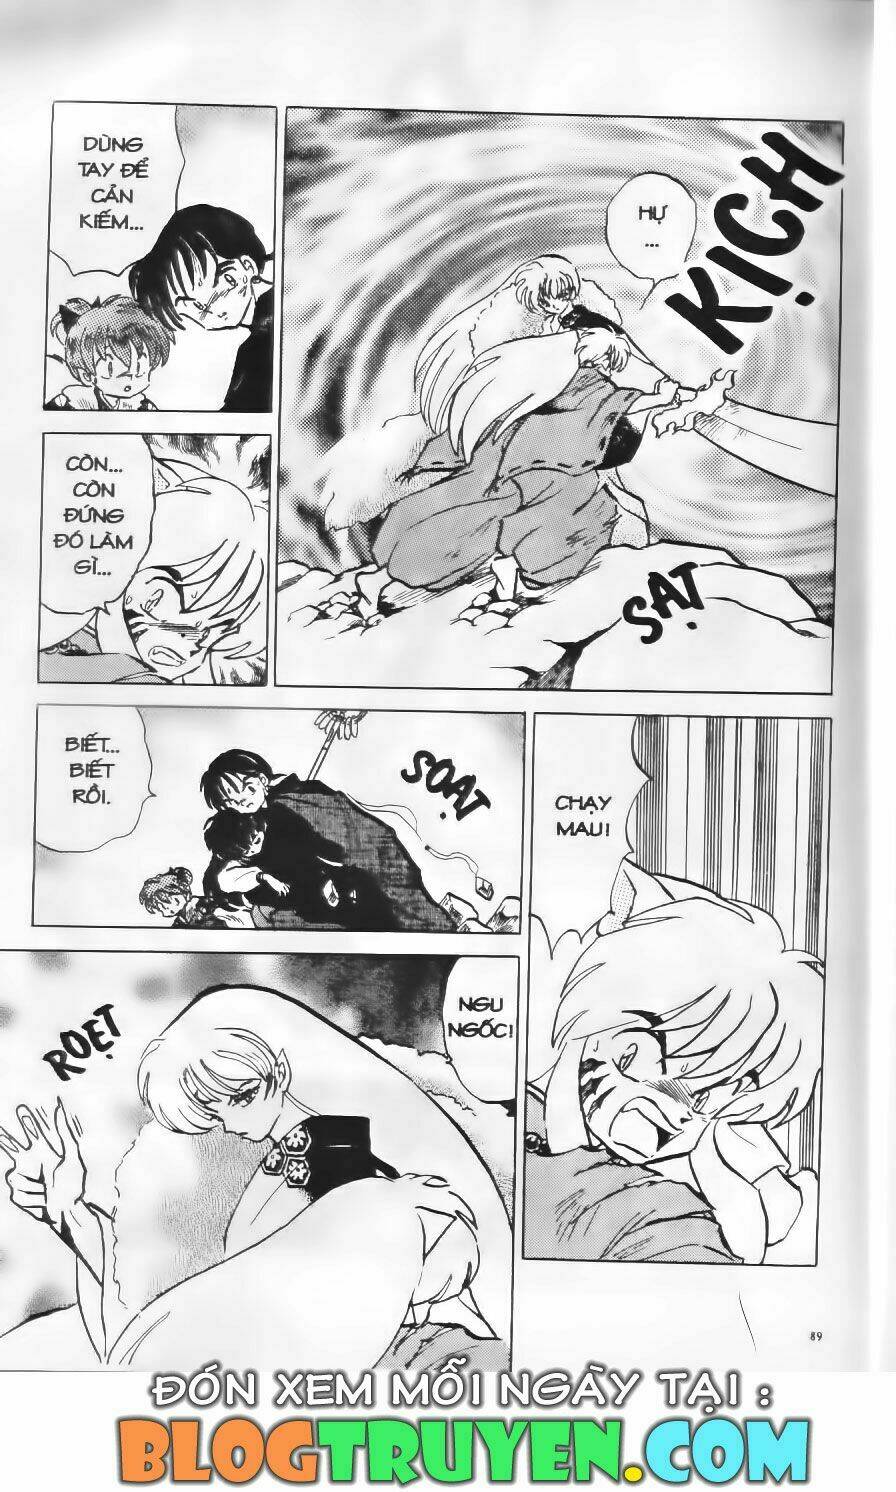 DÙNG
TAY ĐỂ
CẢN
KIẾM...
HỰ
...
KỊCH
SẠT
CÒN...
CÒN
ĐỨNG
ĐÓ LÀM
GÌ...
BIẾT...
BIẾT
RỒI.
SOẠT
CHẠY
MAU!
ROẸT
NGU
NGỐC!
89
ĐÓN XEM MỖI NGÀY TẠI :
BLOGTRUYEN.COM